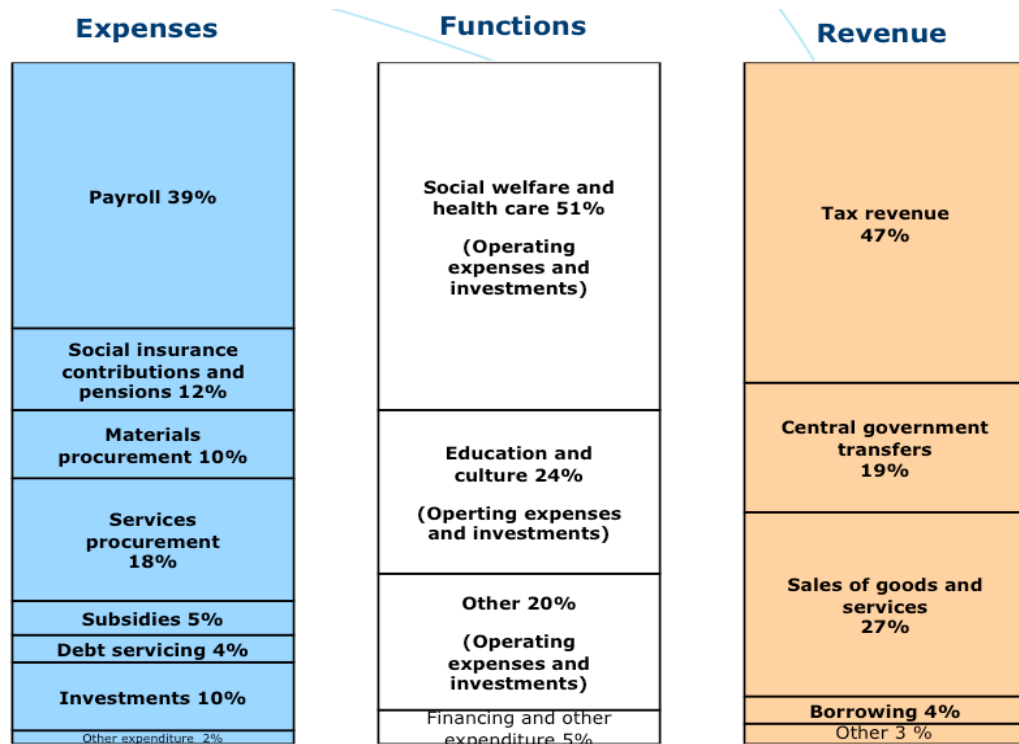 Expenses
Payroll 39%
Social insurance
contributions and
pensions 12%
Materials
procurement 10%
Services
procurement
18%
Subsidies 5%
Debt servicing 4%
Investments 10%
Other expenditure 2%
Functions
Social welfare and
health care 51%
(Operating
expenses and
investments)
Education and
culture 24%
(Operting expenses
and investments)
Other 20%
(Operating
expenses and
investments)
Financing and other
expenditure 5%
Revenue
Tax revenue
47%
Central government
transfers
19%
Sales of goods and
services
27%
Borrowing 4%
Other 3 %